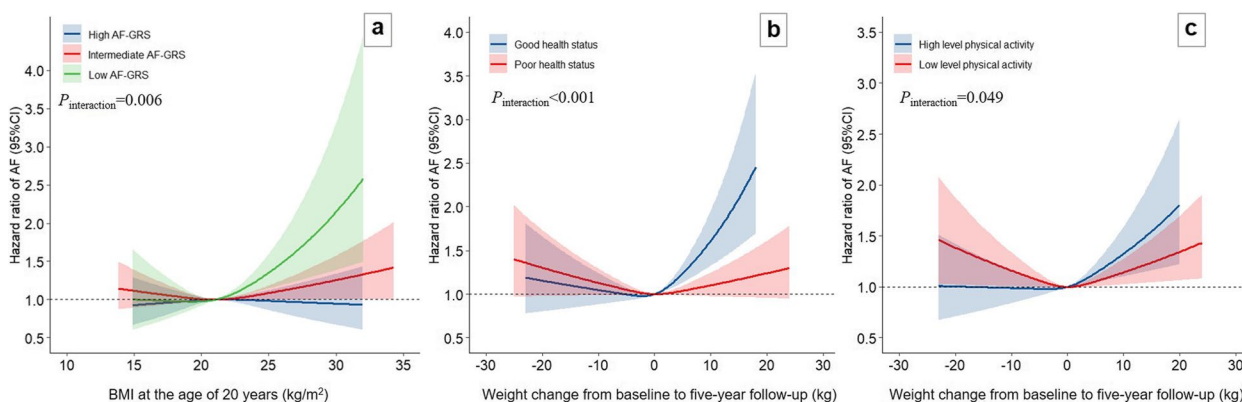 a
High AF-GRS
Intermediate AF-GRS
Low AF-GRS
Pinteraction=0.006
Hazard ratio of AF (95%CI)
4.0
3.5
3.0
2.5
2.0
1.5
1.0
0.5
10 15 20 25 30 35
BMI at the age of 20 years (kg/m²)
b
Good health status
Poor health status
Pinteraction<0.001
Hazard ratio of AF (95%CI)
4.0
3.5
3.0
2.5
2.0
1.5
1.0
0.5
-30 -20 -10 0 10 20 30
Weight change from baseline to five-year follow-up (kg)
c
High level physical activity
Low level physical activity
Pinteraction=0.049
Hazard ratio of AF (95%CI)
3.5
3.0
2.5
2.0
1.5
1.0
0.5
-30 -20 -10 0 10 20 30
Weight change from baseline to five-year follow-up (kg)